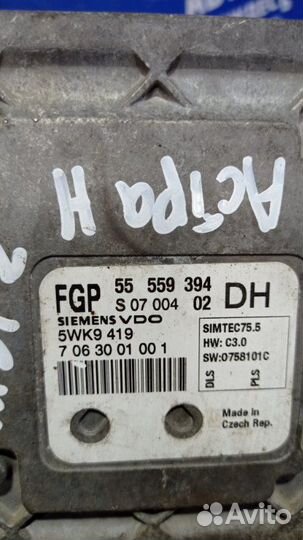 Астра Н
FGP 55 559 394 DH
S 07 004 02
SIEMENS VDO
5WK9 419
7 06 30 01 00 1
SIMTEC75.5
HW: C3.0
SW:0758101C
DLS
PLS
Made in
Czech Rep.
Avito